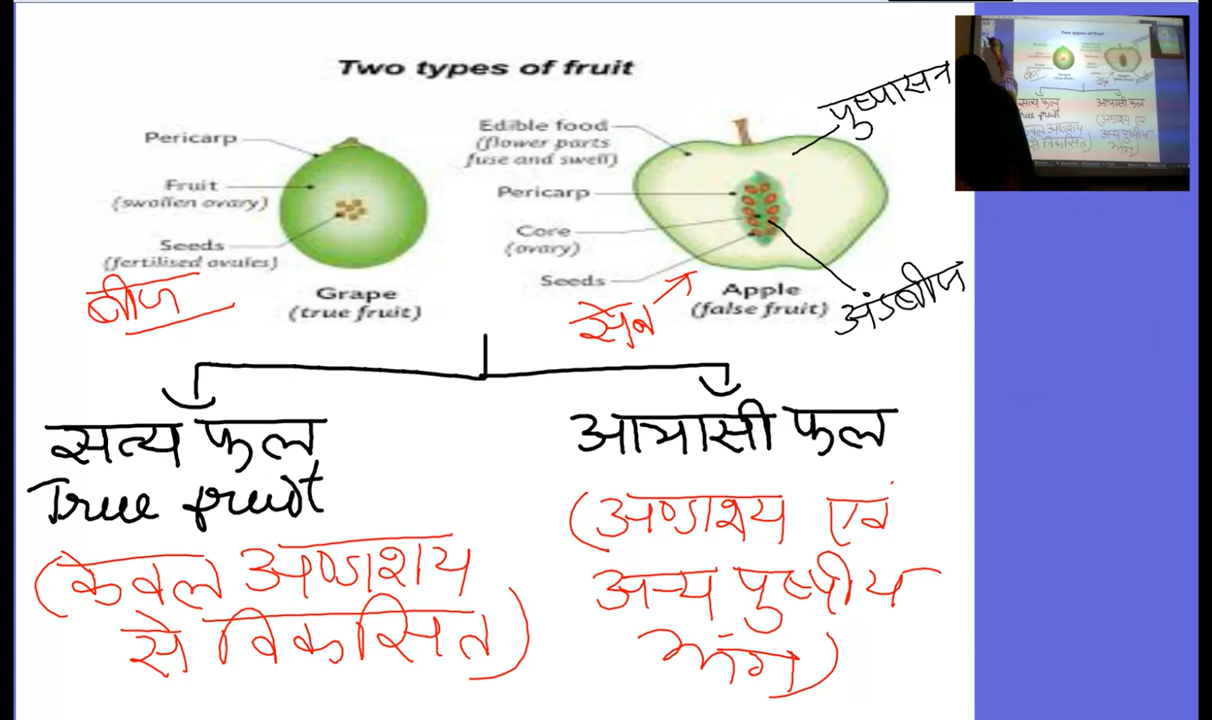 Two types of fruit
Pericarp
Fruit
(swollen ovary)
Seeds
(fertilised ovules)
बीज
Grape
(true fruit)
Edible food
(flower parts
fuse and swell)
Pericarp
Core
(ovary)
Seeds
सेब
Apple
(false fruit)
पुष्पासन
अंडबीज
सत्य फल
True fruit
(केवल अण्डाशय
से विकसित)
आभासी फल
(अण्डाशय एवं
अन्य पुष्पीय
अंग)